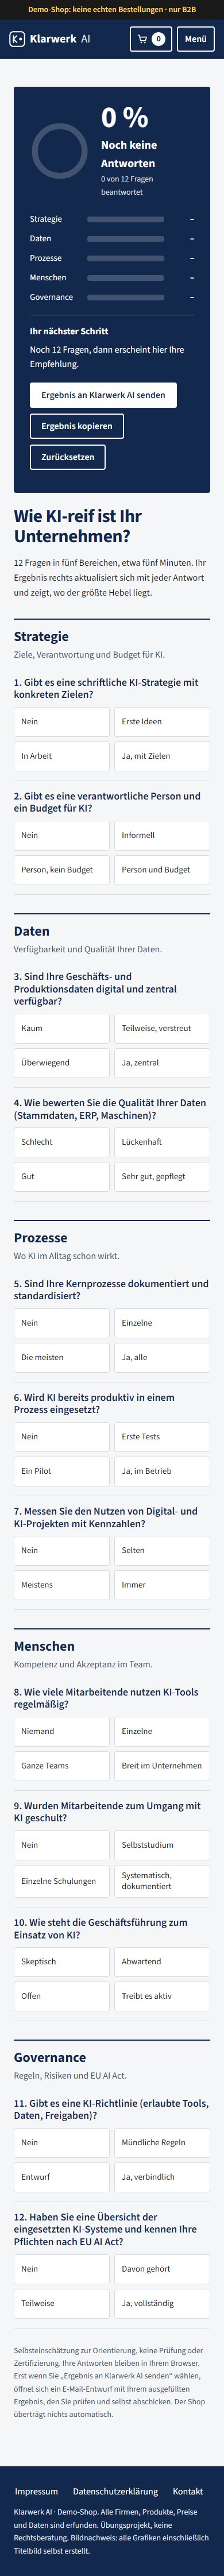 Demo-Shop: keine echten Bestellungen · nur B2B
Klarwerk AI
0
Menü
0 %
Noch keine
Antworten
0 von 12 Fragen
beantwortet
Strategie –
Daten –
Prozesse –
Menschen –
Governance –
Ihr nächster Schritt
Noch 12 Fragen, dann erscheint hier Ihre
Empfehlung.
Ergebnis an Klarwerk AI senden
Ergebnis kopieren
Zurücksetzen
Wie KI-reif ist Ihr
Unternehmen?
12 Fragen in fünf Bereichen, etwa fünf Minuten. Ihr
Ergebnis rechts aktualisiert sich mit jeder Antwort
und zeigt, wo der größte Hebel liegt.
Strategie
Ziele, Verantwortung und Budget für KI.
1. Gibt es eine schriftliche KI-Strategie mit
konkreten Zielen?
Nein
Erste Ideen
In Arbeit
Ja, mit Zielen
2. Gibt es eine verantwortliche Person und
ein Budget für KI?
Nein
Informell
Person, kein Budget
Person und Budget
Daten
Verfügbarkeit und Qualität Ihrer Daten.
3. Sind Ihre Geschäfts- und
Produktionsdaten digital und zentral
verfügbar?
Kaum
Teilweise, verstreut
Überwiegend
Ja, zentral
4. Wie bewerten Sie die Qualität Ihrer Daten
(Stammdaten, ERP, Maschinen)?
Schlecht
Lückenhaft
Gut
Sehr gut, gepflegt
Prozesse
Wo KI im Alltag schon wirkt.
5. Sind Ihre Kernprozesse dokumentiert und
standardisiert?
Nein
Einzelne
Die meisten
Ja, alle
6. Wird KI bereits produktiv in einem
Prozess eingesetzt?
Nein
Erste Tests
Ein Pilot
Ja, im Betrieb
7. Messen Sie den Nutzen von Digital- und
KI-Projekten mit Kennzahlen?
Nein
Selten
Meistens
Immer
Menschen
Kompetenz und Akzeptanz im Team.
8. Wie viele Mitarbeitende nutzen KI-Tools
regelmäßig?
Niemand
Einzelne
Ganze Teams
Breit im Unternehmen
9. Wurden Mitarbeitende zum Umgang mit
KI geschult?
Nein
Selbststudium
Einzelne Schulungen
Systematisch,
dokumentiert
10. Wie steht die Geschäftsführung zum
Einsatz von KI?
Skeptisch
Abwartend
Offen
Treibt es aktiv
Governance
Regeln, Risiken und EU AI Act.
11. Gibt es eine KI-Richtlinie (erlaubte Tools,
Daten, Freigaben)?
Nein
Mündliche Regeln
Entwurf
Ja, verbindlich
12. Haben Sie eine Übersicht der
eingesetzten KI-Systeme und kennen Ihre
Pflichten nach EU AI Act?
Nein
Davon gehört
Teilweise
Ja, vollständig
Selbsteinschätzung zur Orientierung, keine Prüfung oder
Zertifizierung. Ihre Antworten bleiben in Ihrem Browser.
Erst wenn Sie „Ergebnis an Klarwerk AI senden“ wählen,
öffnet sich ein E-Mail-Entwurf mit Ihrem ausgefüllten
Ergebnis, den Sie prüfen und selbst abschicken. Der Shop
überträgt nichts automatisch.
Impressum Datenschutzerklärung Kontakt
Klarwerk AI · Demo-Shop. Alle Firmen, Produkte, Preise
und Daten sind erfunden. Übungsprojekt, keine
Rechtsberatung. Bildnachweis: alle Grafiken einschließlich
Titelbild selbst erstellt.